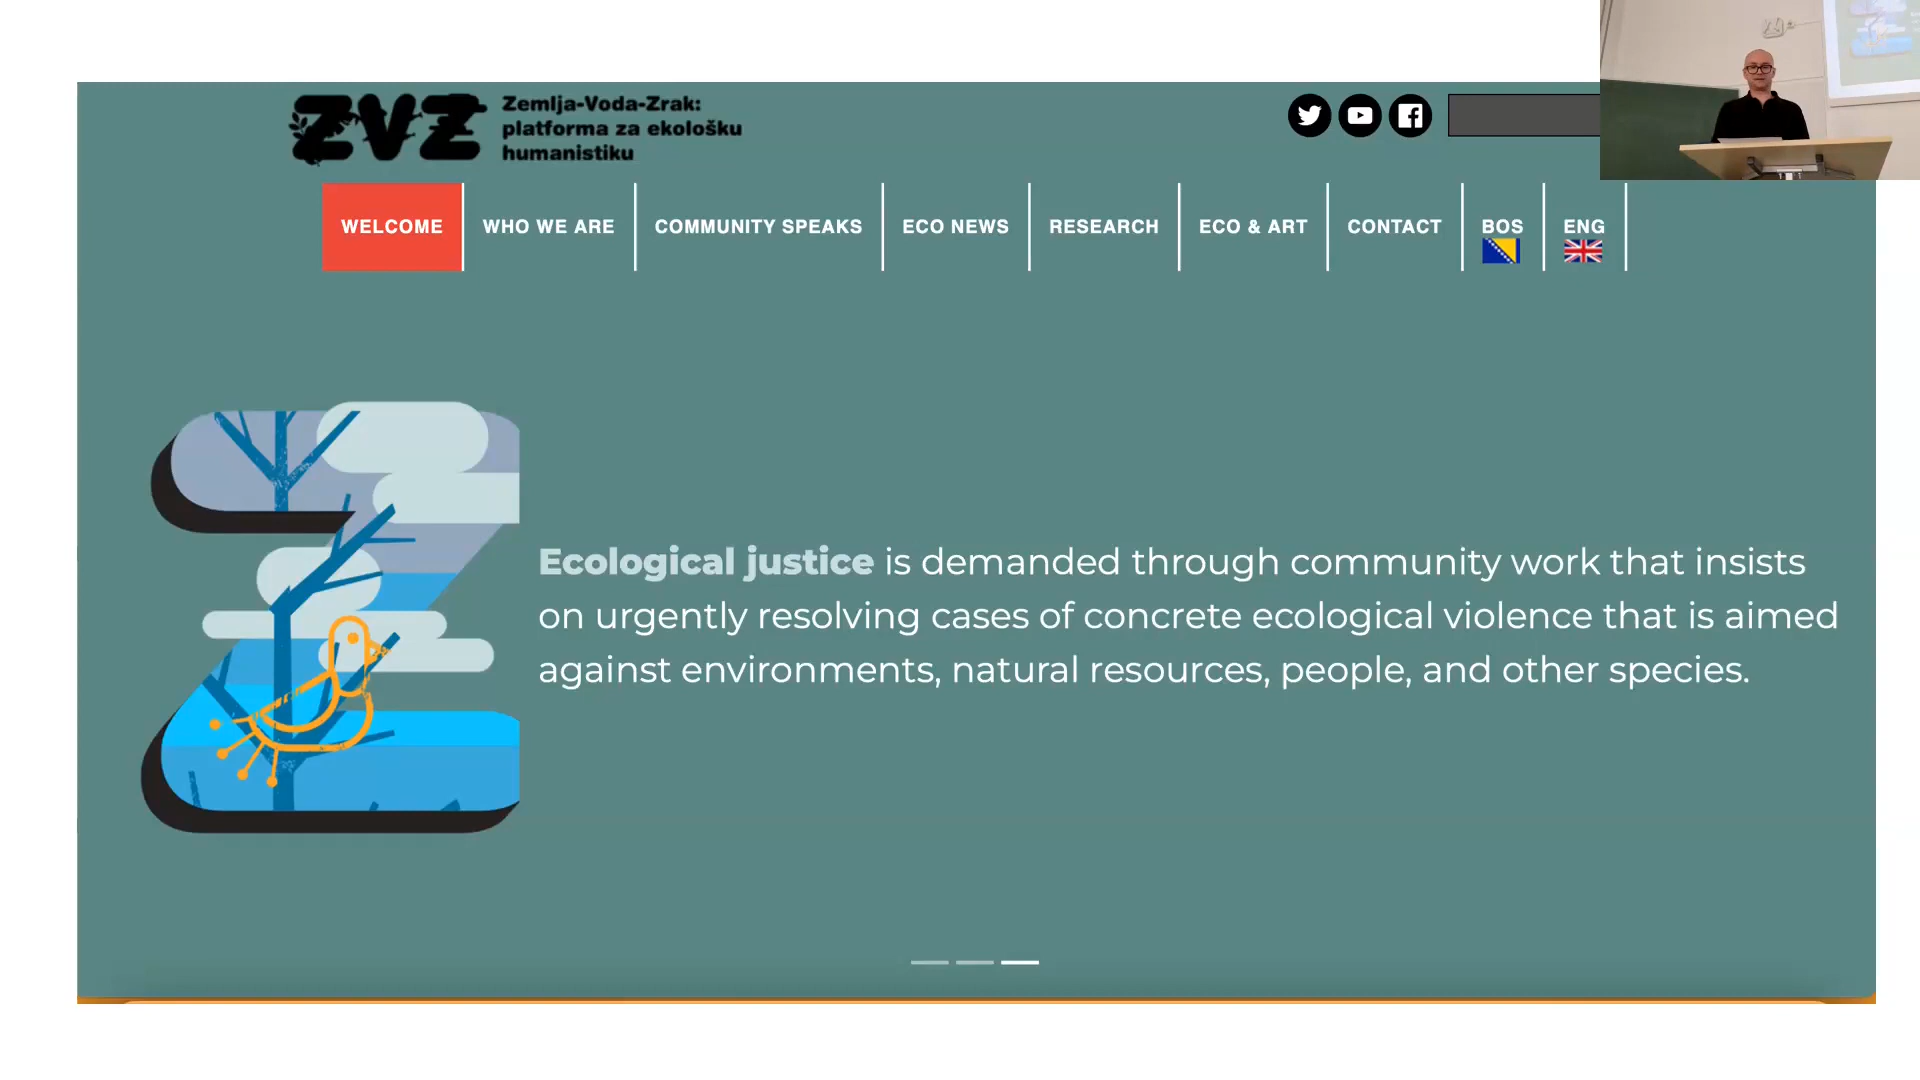 ZVZ
Zemlja-Voda-Zrak:
platforma za ekološku
humanistiku
WELCOME
WHO WE ARE
COMMUNITY SPEAKS
ECO NEWS
RESEARCH
ECO & ART
CONTACT
BOS
ENG
Ecological justice is demanded through community work that insists
on urgently resolving cases of concrete ecological violence that is aimed
against environments, natural resources, people, and other species.